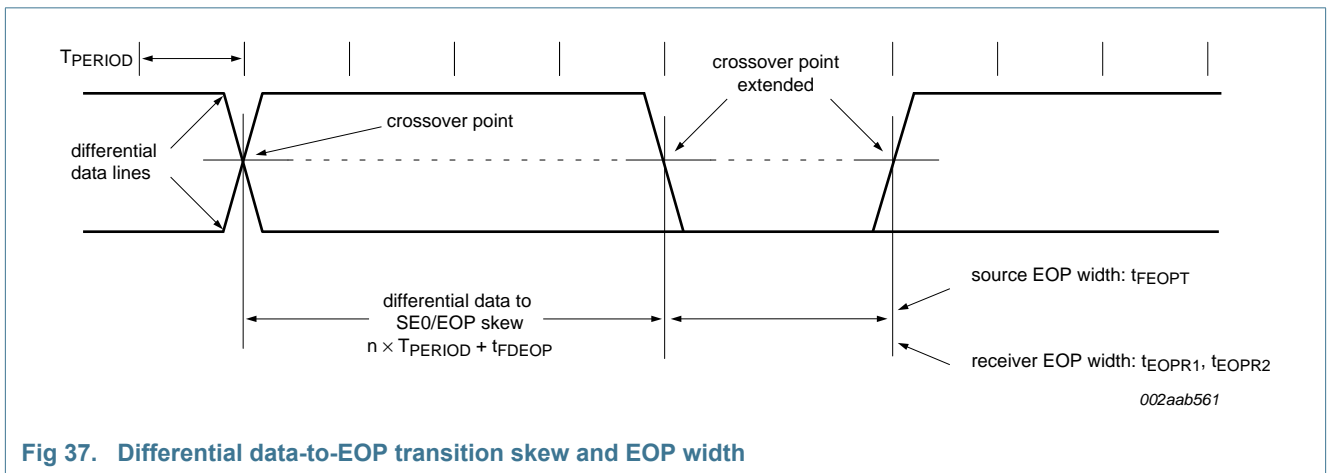 TPERIOD
crossover point
extended
crossover point
differential
data lines
source EOP width: tFEOPT
differential data to
SE0/EOP skew
n × TPERIOD + tFDEOP
receiver EOP width: tEOPR1, tEOPR2
002aab561
Fig 37. Differential data-to-EOP transition skew and EOP width